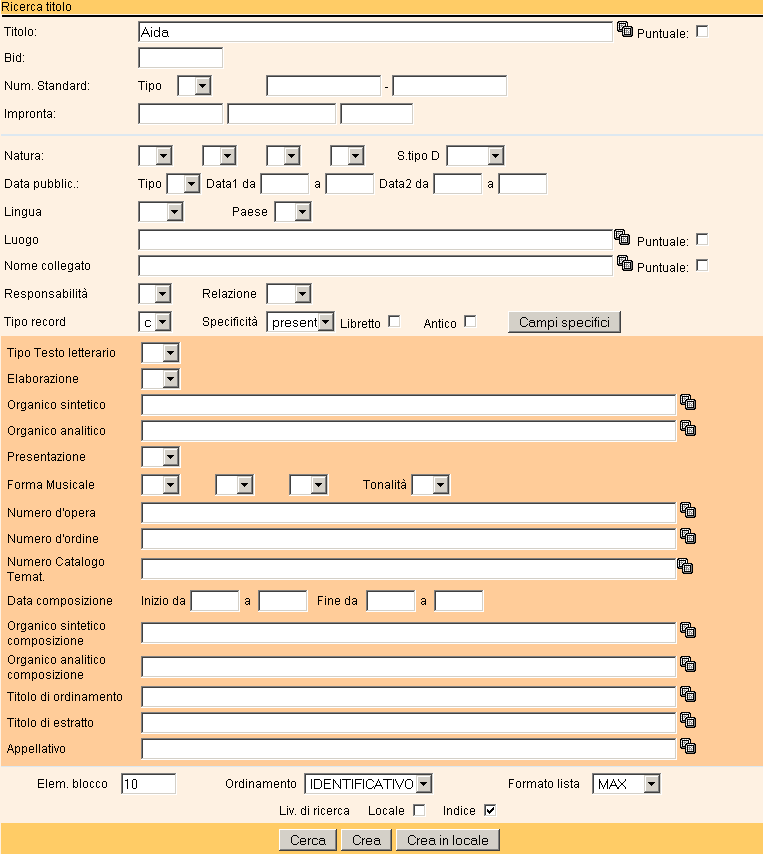 Ricerca titolo
Titolo: Aida Puntuale:
Bid:
Num. Standard: Tipo -
Impronta:
Natura: S.tipo D
Data pubblic.: Tipo Data1 da a Data2 da a
Lingua Paese
Luogo Puntuale:
Nome collegato Puntuale:
Responsabilità Relazione
Tipo record c Specificità present Libretto Antico Campi specifici
Tipo Testo letterario
Elaborazione
Organico sintetico
Organico analitico
Presentazione
Forma Musicale Tonalità
Numero d'opera
Numero d'ordine
Numero Catalogo
Temat.
Data composizione Inizio da a Fine da a
Organico sintetico
composizione
Organico analitico
composizione
Titolo di ordinamento
Titolo di estratto
Appellativo
Elem. blocco 10 Ordinamento IDENTIFICATIVO Formato lista MAX
Liv. di ricerca Locale Indice
Cerca Crea Crea in locale